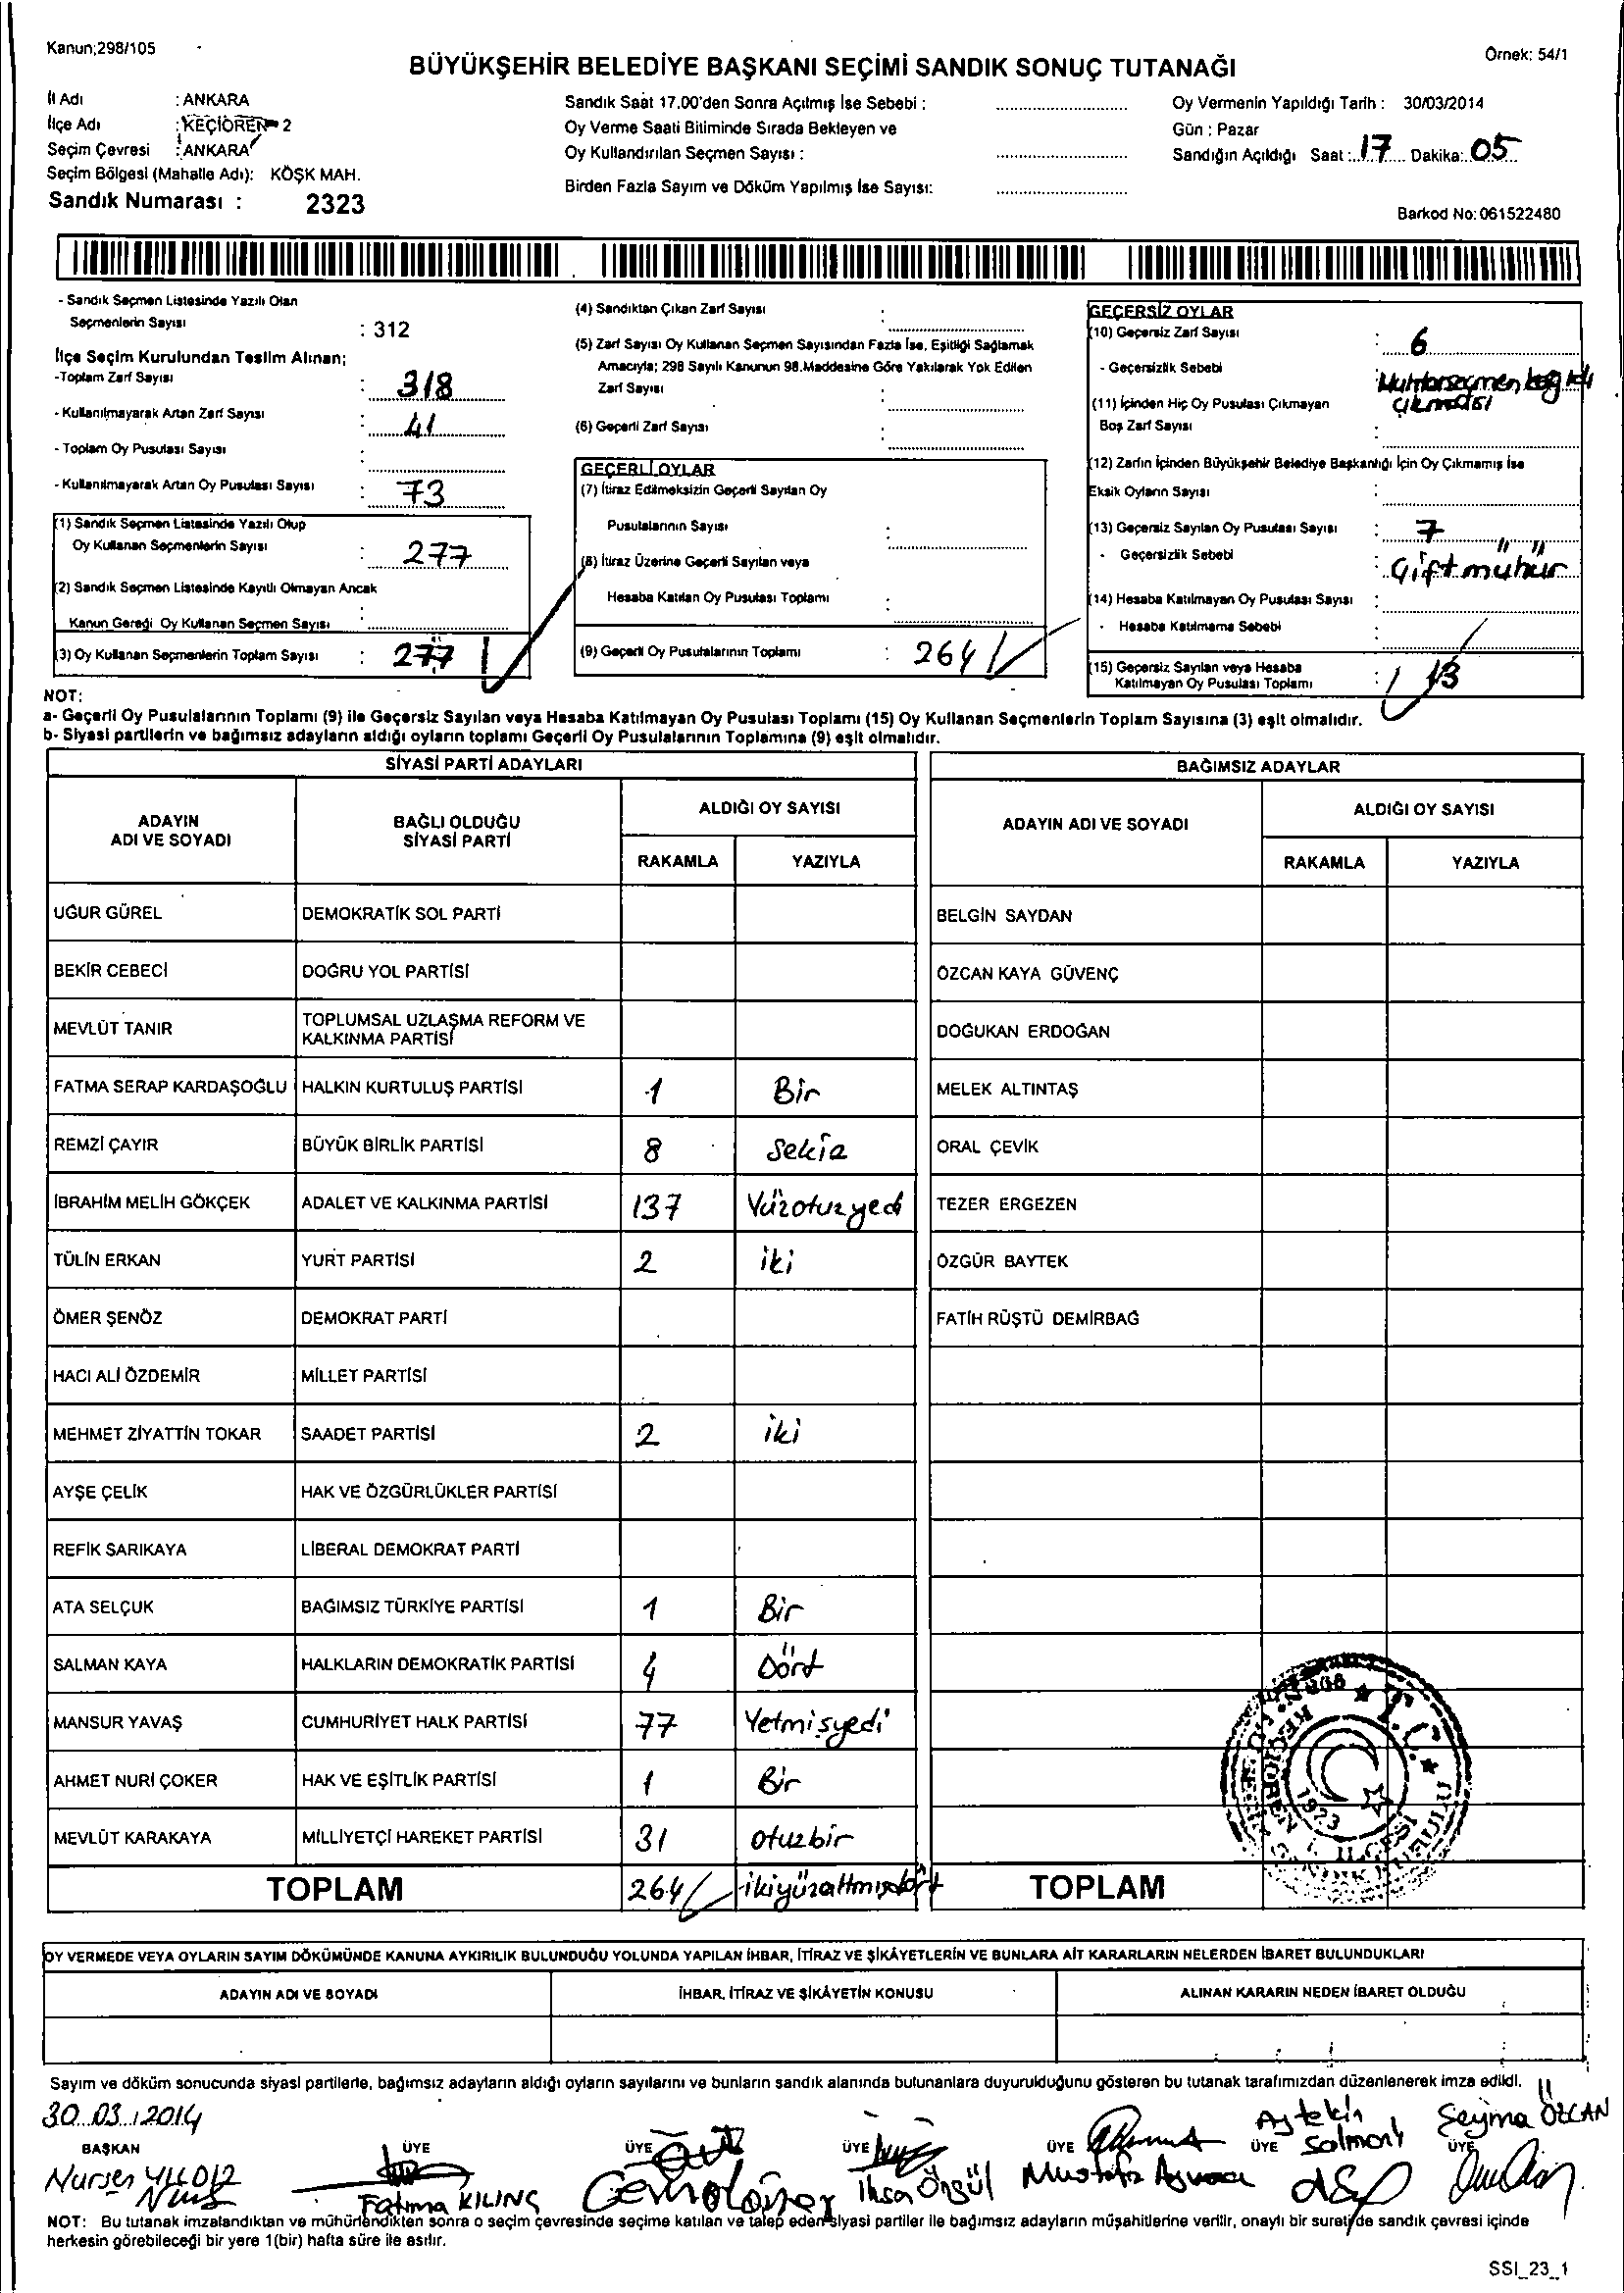 Kanun;298/105
Örnek: 54/1
BÜYÜKŞEHİR BELEDİYE BAŞKANI SEÇİMİ SANDIK SONUÇ TUTANAĞI
İl Adı : ANKARA
İlçe Adı : KEÇİÖREN 2
Seçim Çevresi : ANKARA
Seçim Bölgesi (Mahalle Adı): KÖŞK MAH.
Sandık Numarası : 2323
Sandık Saat 17.00'den Sonra Açılmış İse Sebebi :
Oy Verme Saati Bitiminde Sırada Bekleyen ve
Oy Kullandırılan Seçmen Sayısı :
Birden Fazla Sayım ve Döküm Yapılmış İse Sayısı:
Oy Vermenin Yapıldığı Tarih : 30/03/2014
Gün : Pazar
Sandığın Açıldığı Saat : 17 Dakika: 05
Barkod No: 061522480
- Sandık Seçmen Listesinde Yazılı Olan
Seçmenlerin Sayısı : 312
İlçe Seçim Kurulundan Teslim Alınan;
-Toplam Zarf Sayısı : 318
- Kullanılmayarak Artan Zarf Sayısı : 41
- Toplam Oy Pusulası Sayısı :
- Kullanılmayarak Artan Oy Pusulası Sayısı : 73
(1) Sandık Seçmen Listesinde Yazılı Olup
Oy Kullanan Seçmenlerin Sayısı : 277
(2) Sandık Seçmen Listesinde Kayıtlı Olmayan Ancak
Kanun Gereği Oy Kullanan Seçmen Sayısı :
(3) Oy Kullanan Seçmenlerin Toplam Sayısı : 277
(4) Sandıktan Çıkan Zarf Sayısı :
(5) Zarf Sayısı Oy Kullanan Seçmen Sayısından Fazla İse, Eşitliği Sağlamak
Amacıyla; 298 Sayılı Kanunun 98.Maddesine Göre Yakılarak Yok Edilen
Zarf Sayısı :
(6) Geçerli Zarf Sayısı :
GEÇERLİ OYLAR
(7) İtiraz Edilmeksizin Geçerli Sayılan Oy
Pusulalarının Sayısı :
(8) İtiraz Üzerine Geçerli Sayılan veya
Hesaba Katılan Oy Pusulası Toplamı :
(9) Geçerli Oy Pusulalarının Toplamı : 264
GEÇERSİZ OYLAR
(10) Geçersiz Zarf Sayısı : 6
- Geçersizlik Sebebi : Muhtar seçmen kağıdı
çıkması
(11) İçinden Hiç Oy Pusulası Çıkmayan
Boş Zarf Sayısı :
(12) Zarfın İçinden Büyükşehir Belediye Başkanlığı İçin Oy Çıkmamış İse
Eksik Oyların Sayısı :
(13) Geçersiz Sayılan Oy Pusulası Sayısı : 7
- Geçersizlik Sebebi : Çift mühür
(14) Hesaba Katılmayan Oy Pusulası Sayısı :
- Hesaba Katılmama Sebebi :
(15) Geçersiz Sayılan veya Hesaba
Katılmayan Oy Pusulası Toplamı : 13
NOT:
a- Geçerli Oy Pusulalarının Toplamı (9) ile Geçersiz Sayılan veya Hesaba Katılmayan Oy Pusulası Toplamı (15) Oy Kullanan Seçmenlerin Toplam Sayısına (3) eşit olmalıdır.
b- Siyasi partilerin ve bağımsız adayların aldığı oyların toplamı Geçerli Oy Pusulalarının Toplamına (9) eşit olmalıdır.
SİYASİ PARTİ ADAYLARI
ADAYIN ADI VE SOYADI BAĞLI OLDUĞU SİYASİ PARTİ ALDIĞI OY SAYISI
RAKAMLA YAZIYLA
UĞUR GÜREL DEMOKRATİK SOL PARTİ
BEKİR CEBECİ DOĞRU YOL PARTİSİ
MEVLÜT TANIR TOPLUMSAL UZLAŞMA REFORM VE
KALKINMA PARTİSİ
FATMA SERAP KARDAŞOĞLU HALKIN KURTULUŞ PARTİSİ 1 Bir
REMZİ ÇAYIR BÜYÜK BİRLİK PARTİSİ 8 Sekiz
İBRAHİM MELİH GÖKÇEK ADALET VE KALKINMA PARTİSİ 137 Yüzotuzyedi
TÜLİN ERKAN YURT PARTİSİ 2 iki
ÖMER ŞENÖZ DEMOKRAT PARTİ
HACI ALİ ÖZDEMİR MİLLET PARTİSİ
MEHMET ZİYATTİN TOKAR SAADET PARTİSİ 2 iki
AYŞE ÇELİK HAK VE ÖZGÜRLÜKLER PARTİSİ
REFİK SARIKAYA LİBERAL DEMOKRAT PARTİ
ATA SELÇUK BAĞIMSIZ TÜRKİYE PARTİSİ 1 Bir
SALMAN KAYA HALKLARIN DEMOKRATİK PARTİSİ 4 Dört
MANSUR YAVAŞ CUMHURİYET HALK PARTİSİ 77 Yetmişyedi
AHMET NURİ ÇOKER HAK VE EŞİTLİK PARTİSİ 1 Bir
MEVLÜT KARAKAYA MİLLİYETÇİ HAREKET PARTİSİ 31 otuzbir
TOPLAM 264 ikiyüzaltmışdört
BAĞIMSIZ ADAYLAR
ADAYIN ADI VE SOYADI ALDIĞI OY SAYISI
RAKAMLA YAZIYLA
BELGİN SAYDAN
ÖZCAN KAYA GÜVENÇ
DOĞUKAN ERDOĞAN
MELEK ALTINTAŞ
ORAL ÇEVİK
TEZER ERGEZEN
ÖZGÜR BAYTEK
FATİH RÜŞTÜ DEMİRBAĞ
T.C.
1923
TOPLAM
OY VERMEDE VEYA OYLARIN SAYIM DÖKÜMÜNDE KANUNA AYKIRILIK BULUNDUĞU YOLUNDA YAPILAN İHBAR, İTİRAZ VE ŞİKÂYETLERİN VE BUNLARA AİT KARARLARIN NELERDEN İBARET BULUNDUKLARI
ADAYIN ADI VE SOYADI İHBAR, İTİRAZ VE ŞİKÂYETİN KONUSU ALINAN KARARIN NEDEN İBARET OLDUĞU
Sayım ve döküm sonucunda siyasi partilerle, bağımsız adayların aldığı oyların sayılarını ve bunların sandık alanında bulunanlara duyurulduğunu gösteren bu tutanak tarafımızdan düzenlenerek imza edildi.
30.03.2014
Aytekin Şeyma ÖZCAN
BAŞKAN ÜYE ÜYE ÜYE ÜYE ÜYE ÜYE
Nurşen YILDIZ Fatma KILINÇ Cemal İhsan Öngül Mustafa
NOT: Bu tutanak imzalandıktan ve mühürlendikten sonra o seçim çevresinde seçime katılan ve talep eden siyasi partiler ile bağımsız adayların müşahitlerine verilir, onaylı bir sureti de sandık çevresi içinde
herkesin görebileceği bir yere 1(bir) hafta süre ile asılır.
SSI_23_1